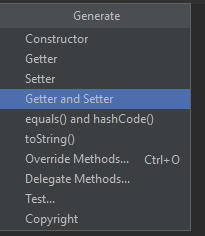 Generate
Constructor
Getter
Setter
Getter and Setter
equals() and hashCode()
toString()
Override Methods... Ctrl+O
Delegate Methods...
Test...
Copyright